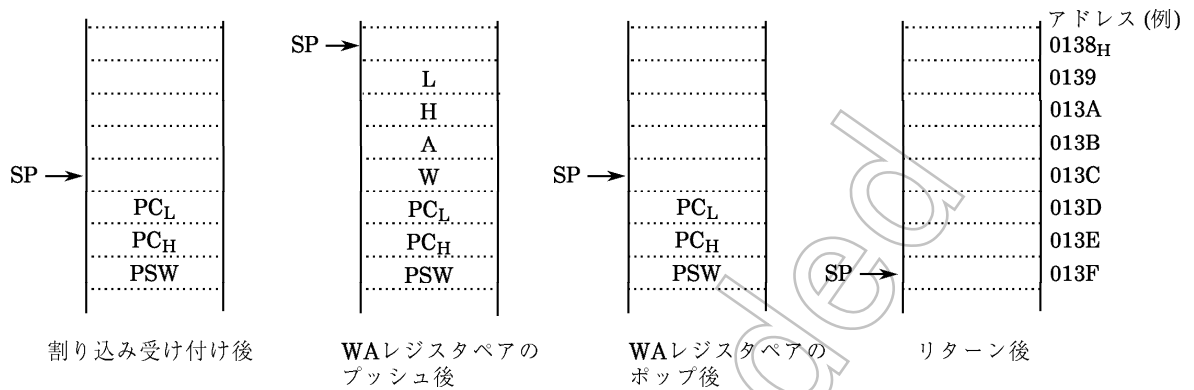 アドレス (例)
SP
0138H
L
0139
H
013A
A
013B
SP
W
SP
013C
PCL
PCL
PCL
013D
PCH
PCH
PCH
013E
PSW
PSW
PSW
SP
013F
割り込み受け付け後
WAレジスタペアの
プッシュ後
WAレジスタペアの
ポップ後
リターン後
ded